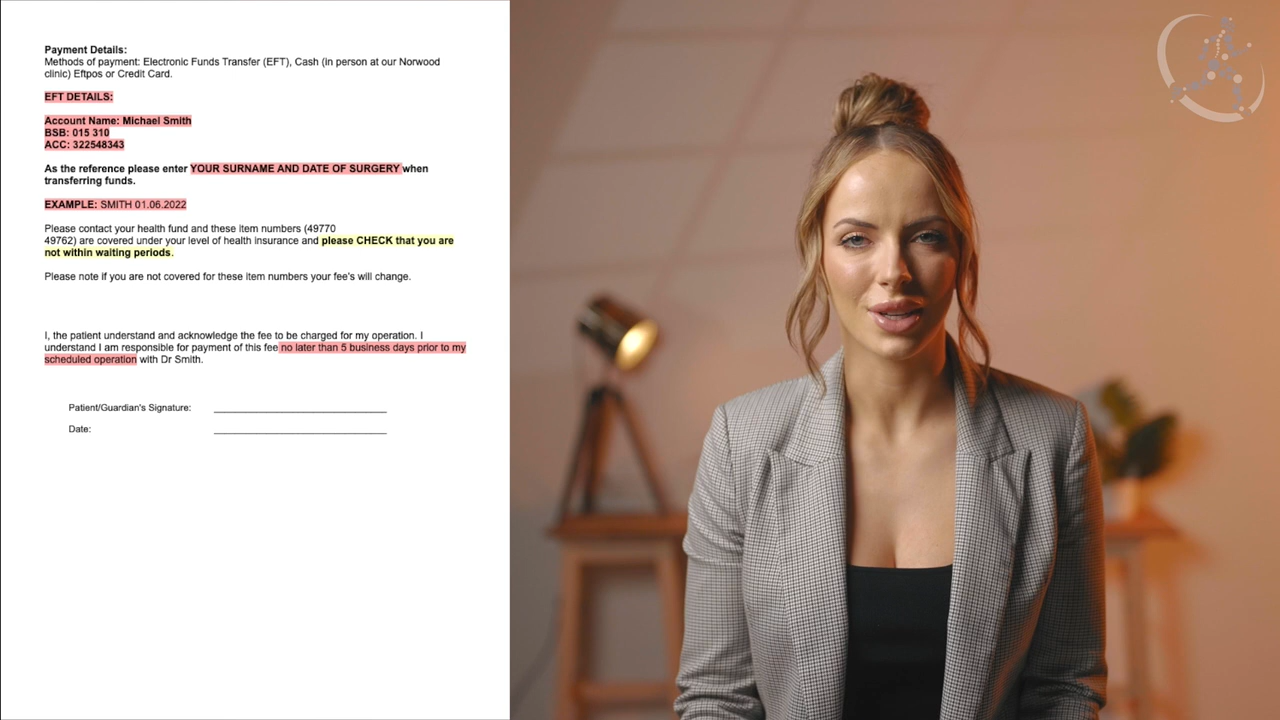 Payment Details:
Methods of payment: Electronic Funds Transfer (EFT), Cash (in person at our Norwood
clinic) Eftpos or Credit Card.
EFT DETAILS:
Account Name: Michael Smith
BSB: 015 310
ACC: 322548343
As the reference please enter YOUR SURNAME AND DATE OF SURGERY when
transferring funds.
EXAMPLE: SMITH 01.06.2022
Please contact your health fund and these item numbers (49770
49762) are covered under your level of health insurance and please CHECK that you are
not within waiting periods.
Please note if you are not covered for these item numbers your fee's will change.
I, the patient understand and acknowledge the fee to be charged for my operation. I
understand I am responsible for payment of this fee no later than 5 business days prior to my
scheduled operation with Dr Smith.
Patient/Guardian's Signature:
Date: